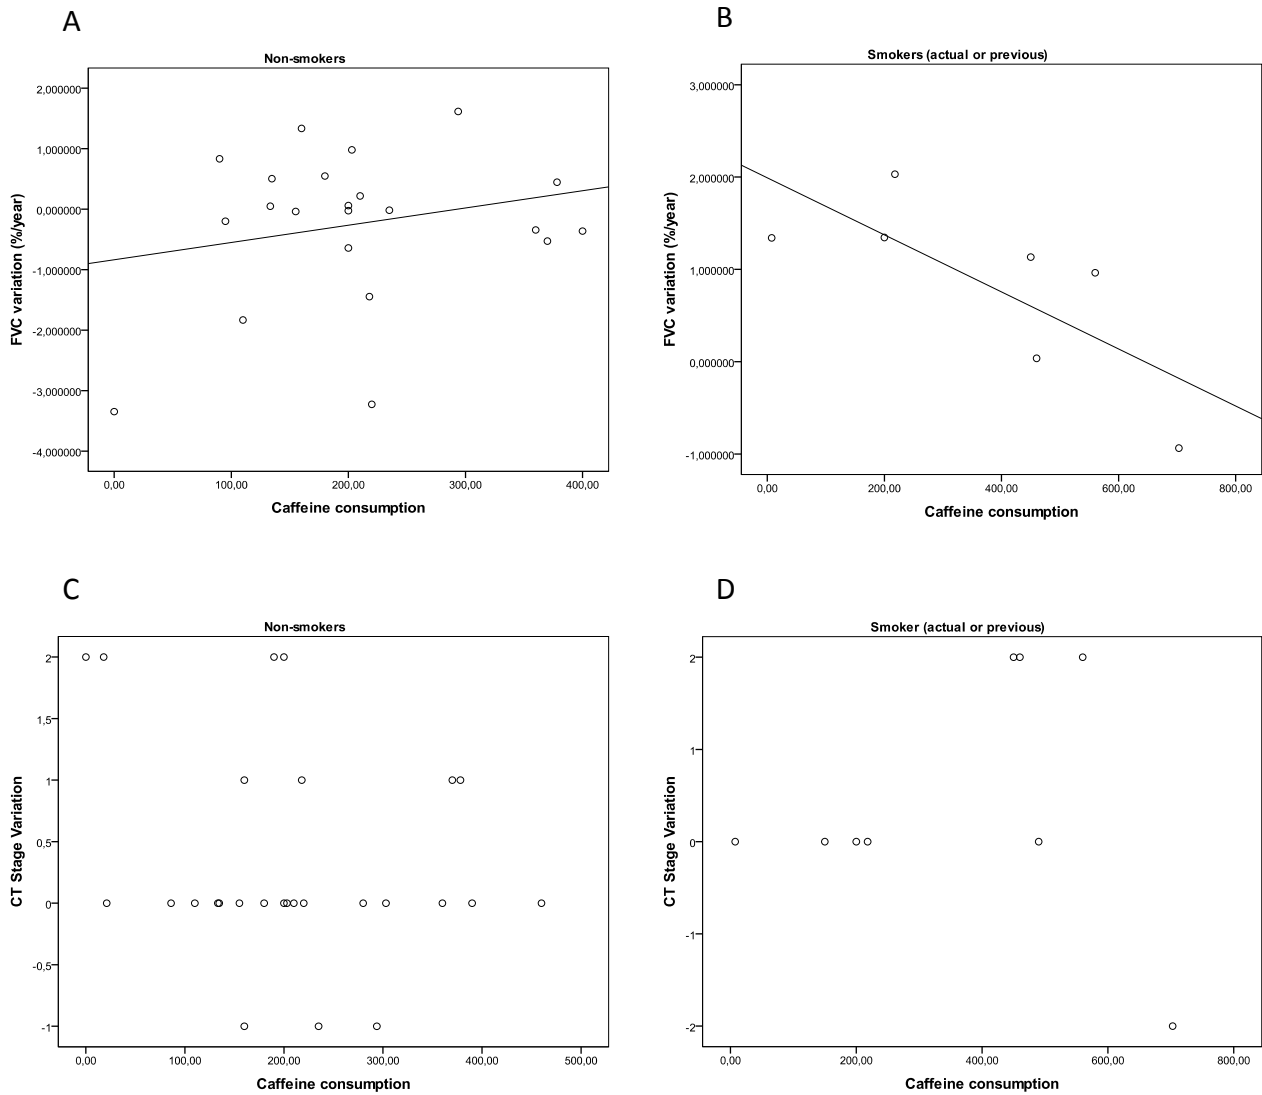 A
Non-smokers
FVC variation (%/year)
2,000000
1,000000
0,000000
-1,000000
-2,000000
-3,000000
-4,000000
0,00 100,00 200,00 300,00 400,00
Caffeine consumption
B
Smokers (actual or previous)
FVC variation (%/year)
3,000000
2,000000
1,000000
0,000000
-1,000000
0,00 200,00 400,00 600,00 800,00
Caffeine consumption
C
Non-smokers
CT Stage Variation
2
1,5
1
0,5
0
-0,5
-1
0,00 100,00 200,00 300,00 400,00 500,00
Caffeine consumption
D
Smoker (actual or previous)
CT Stage Variation
2
1
0
-1
-2
0,00 200,00 400,00 600,00 800,00
Caffeine consumption